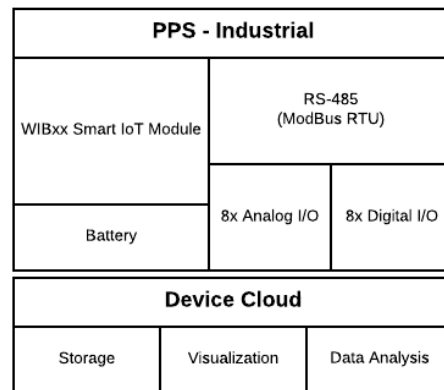 PPS - Industrial
WIBxx Smart IoT Module
RS-485
(ModBus RTU)
Battery
8x Analog I/O
8x Digital I/O
Device Cloud
Storage
Visualization
Data Analysis